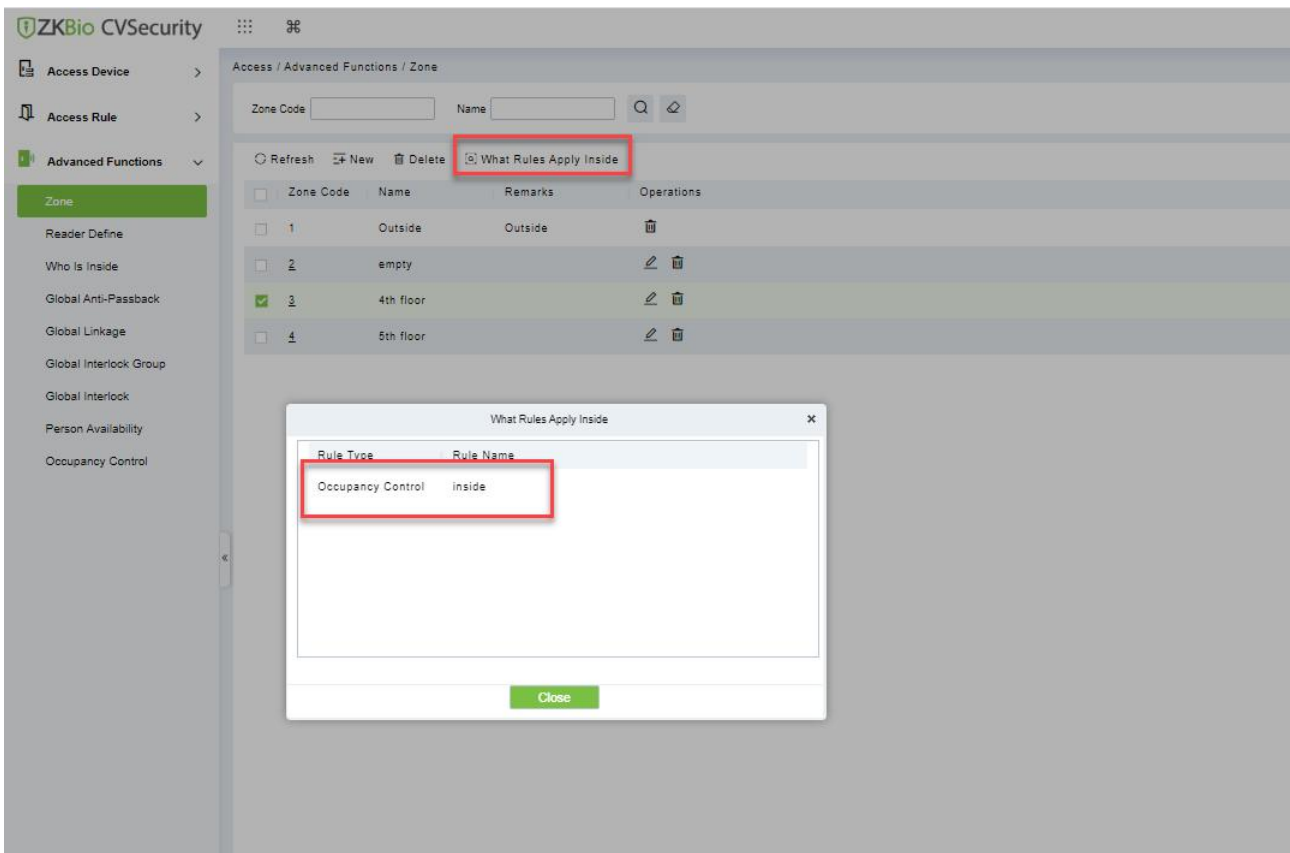 ZKBio CVSecurity
Access Device
Access Rule
Advanced Functions
Zone
Reader Define
Who Is Inside
Global Anti-Passback
Global Linkage
Global Interlock Group
Global Interlock
Person Availability
Occupancy Control
Access / Advanced Functions / Zone
Zone Code Name
Refresh New Delete What Rules Apply Inside
Zone Code Name Remarks Operations
1 Outside Outside
2 empty
3 4th floor
4 5th floor
What Rules Apply Inside
Rule Type Rule Name
Occupancy Control inside
Close